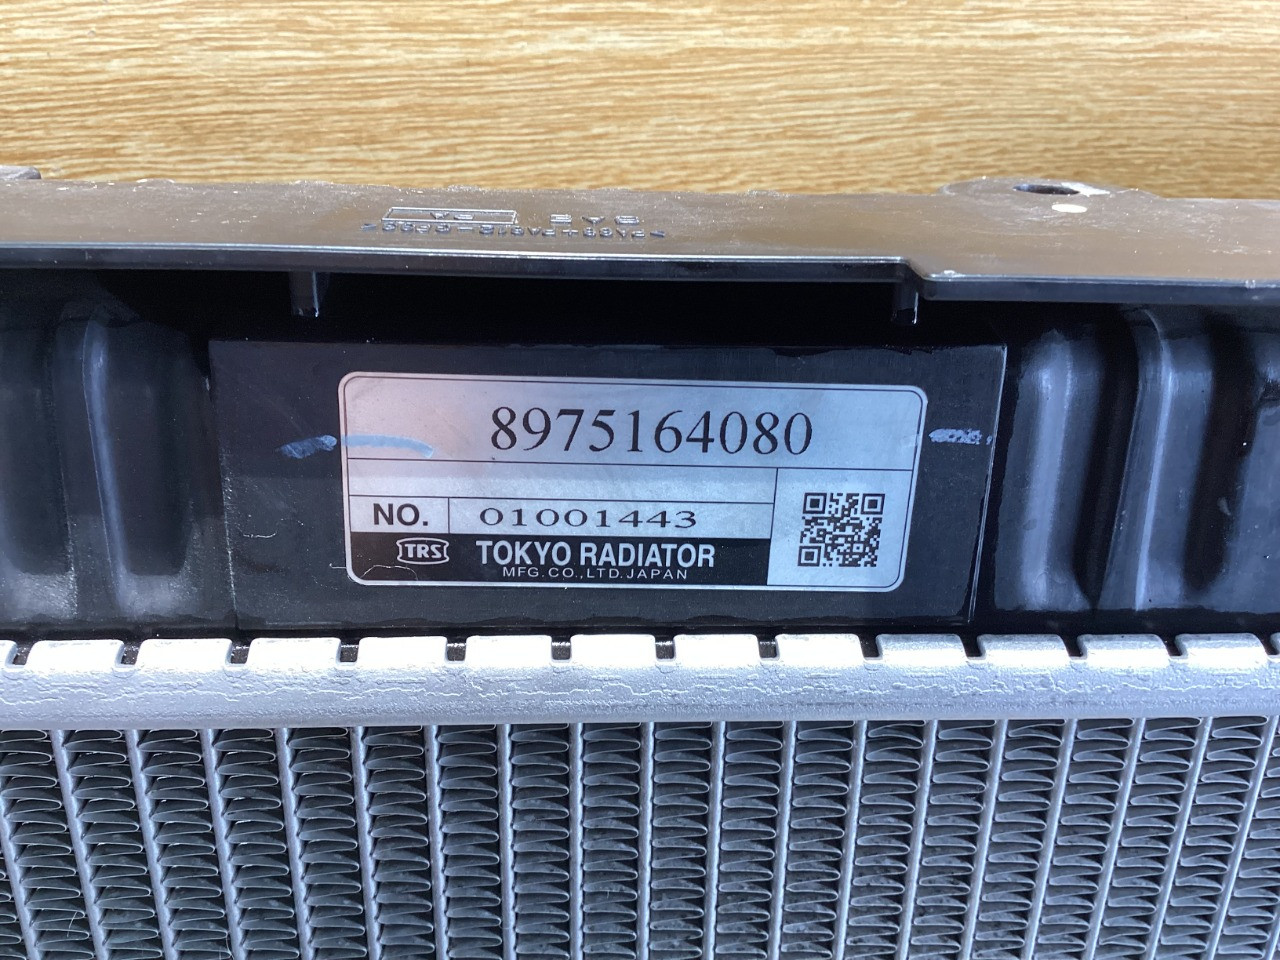 8975164080
NO. 01001443
TRS TOKYO RADIATOR
MFG.CO.,LTD.JAPAN